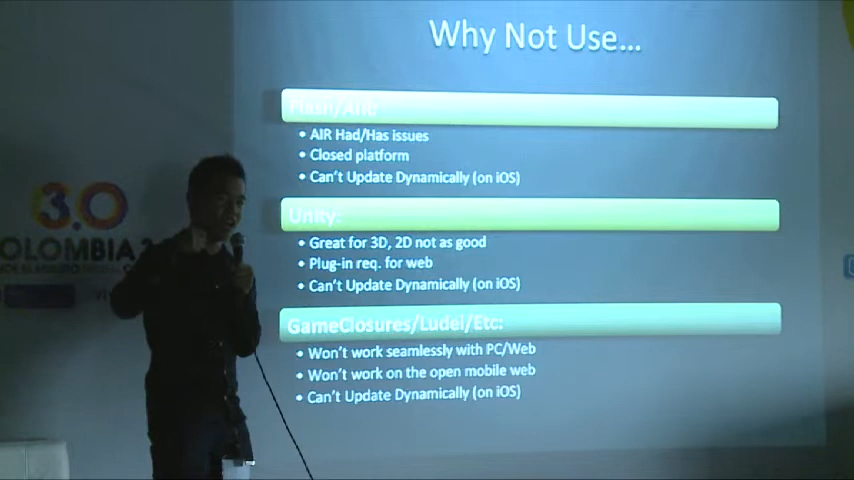 Why Not Use...
Flash/AIR:
• AIR Had/Has issues
• Closed platform
• Can't Update Dynamically (on iOS)
Unity:
• Great for 3D, 2D not as good
• Plug-in req. for web
• Can't Update Dynamically (on iOS)
GameClosures/Ludei/Etc:
• Won't work seamlessly with PC/Web
• Won't work on the open mobile web
• Can't Update Dynamically (on iOS)
3.0
OLOMBIA 3